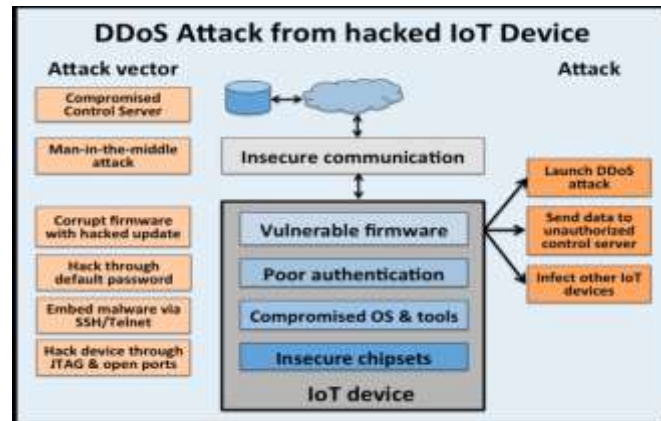 DDoS Attack from hacked IoT Device
Attack vector
Compromised
Control Server
Man-in-the-middle
attack
Corrupt firmware
with hacked update
Hack through
default password
Embed malware via
SSH/Telnet
Hack device through
JTAG & open ports
Insecure communication
Vulnerable firmware
Poor authentication
Compromised OS & tools
Insecure chipsets
IoT device
Attack
Launch DDoS
attack
Send data to
unauthorized
control server
Infect other IoT
devices